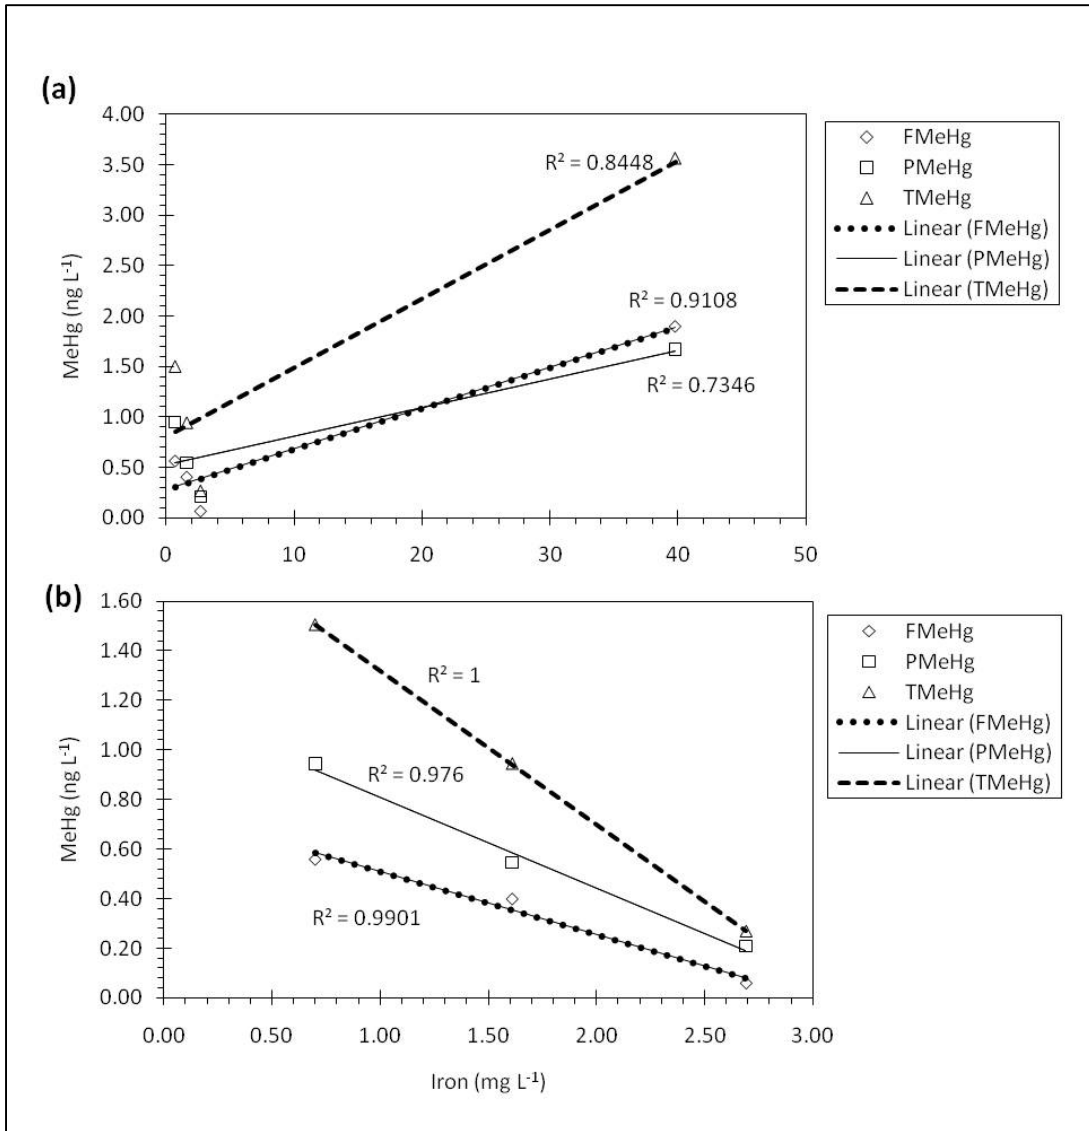 (a)
4.00
3.50
3.00
2.50
2.00
1.50
1.00
0.50
0.00
MeHg (ng L⁻¹)
0 10 20 30 40 50
R² = 0.8448
R² = 0.9108
R² = 0.7346
FMeHg
PMeHg
TMeHg
Linear (FMeHg)
Linear (PMeHg)
Linear (TMeHg)
(b)
1.60
1.40
1.20
1.00
0.80
0.60
0.40
0.20
0.00
MeHg (ng L⁻¹)
0.00 0.50 1.00 1.50 2.00 2.50 3.00
Iron (mg L⁻¹)
R² = 1
R² = 0.976
R² = 0.9901
FMeHg
PMeHg
TMeHg
Linear (FMeHg)
Linear (PMeHg)
Linear (TMeHg)